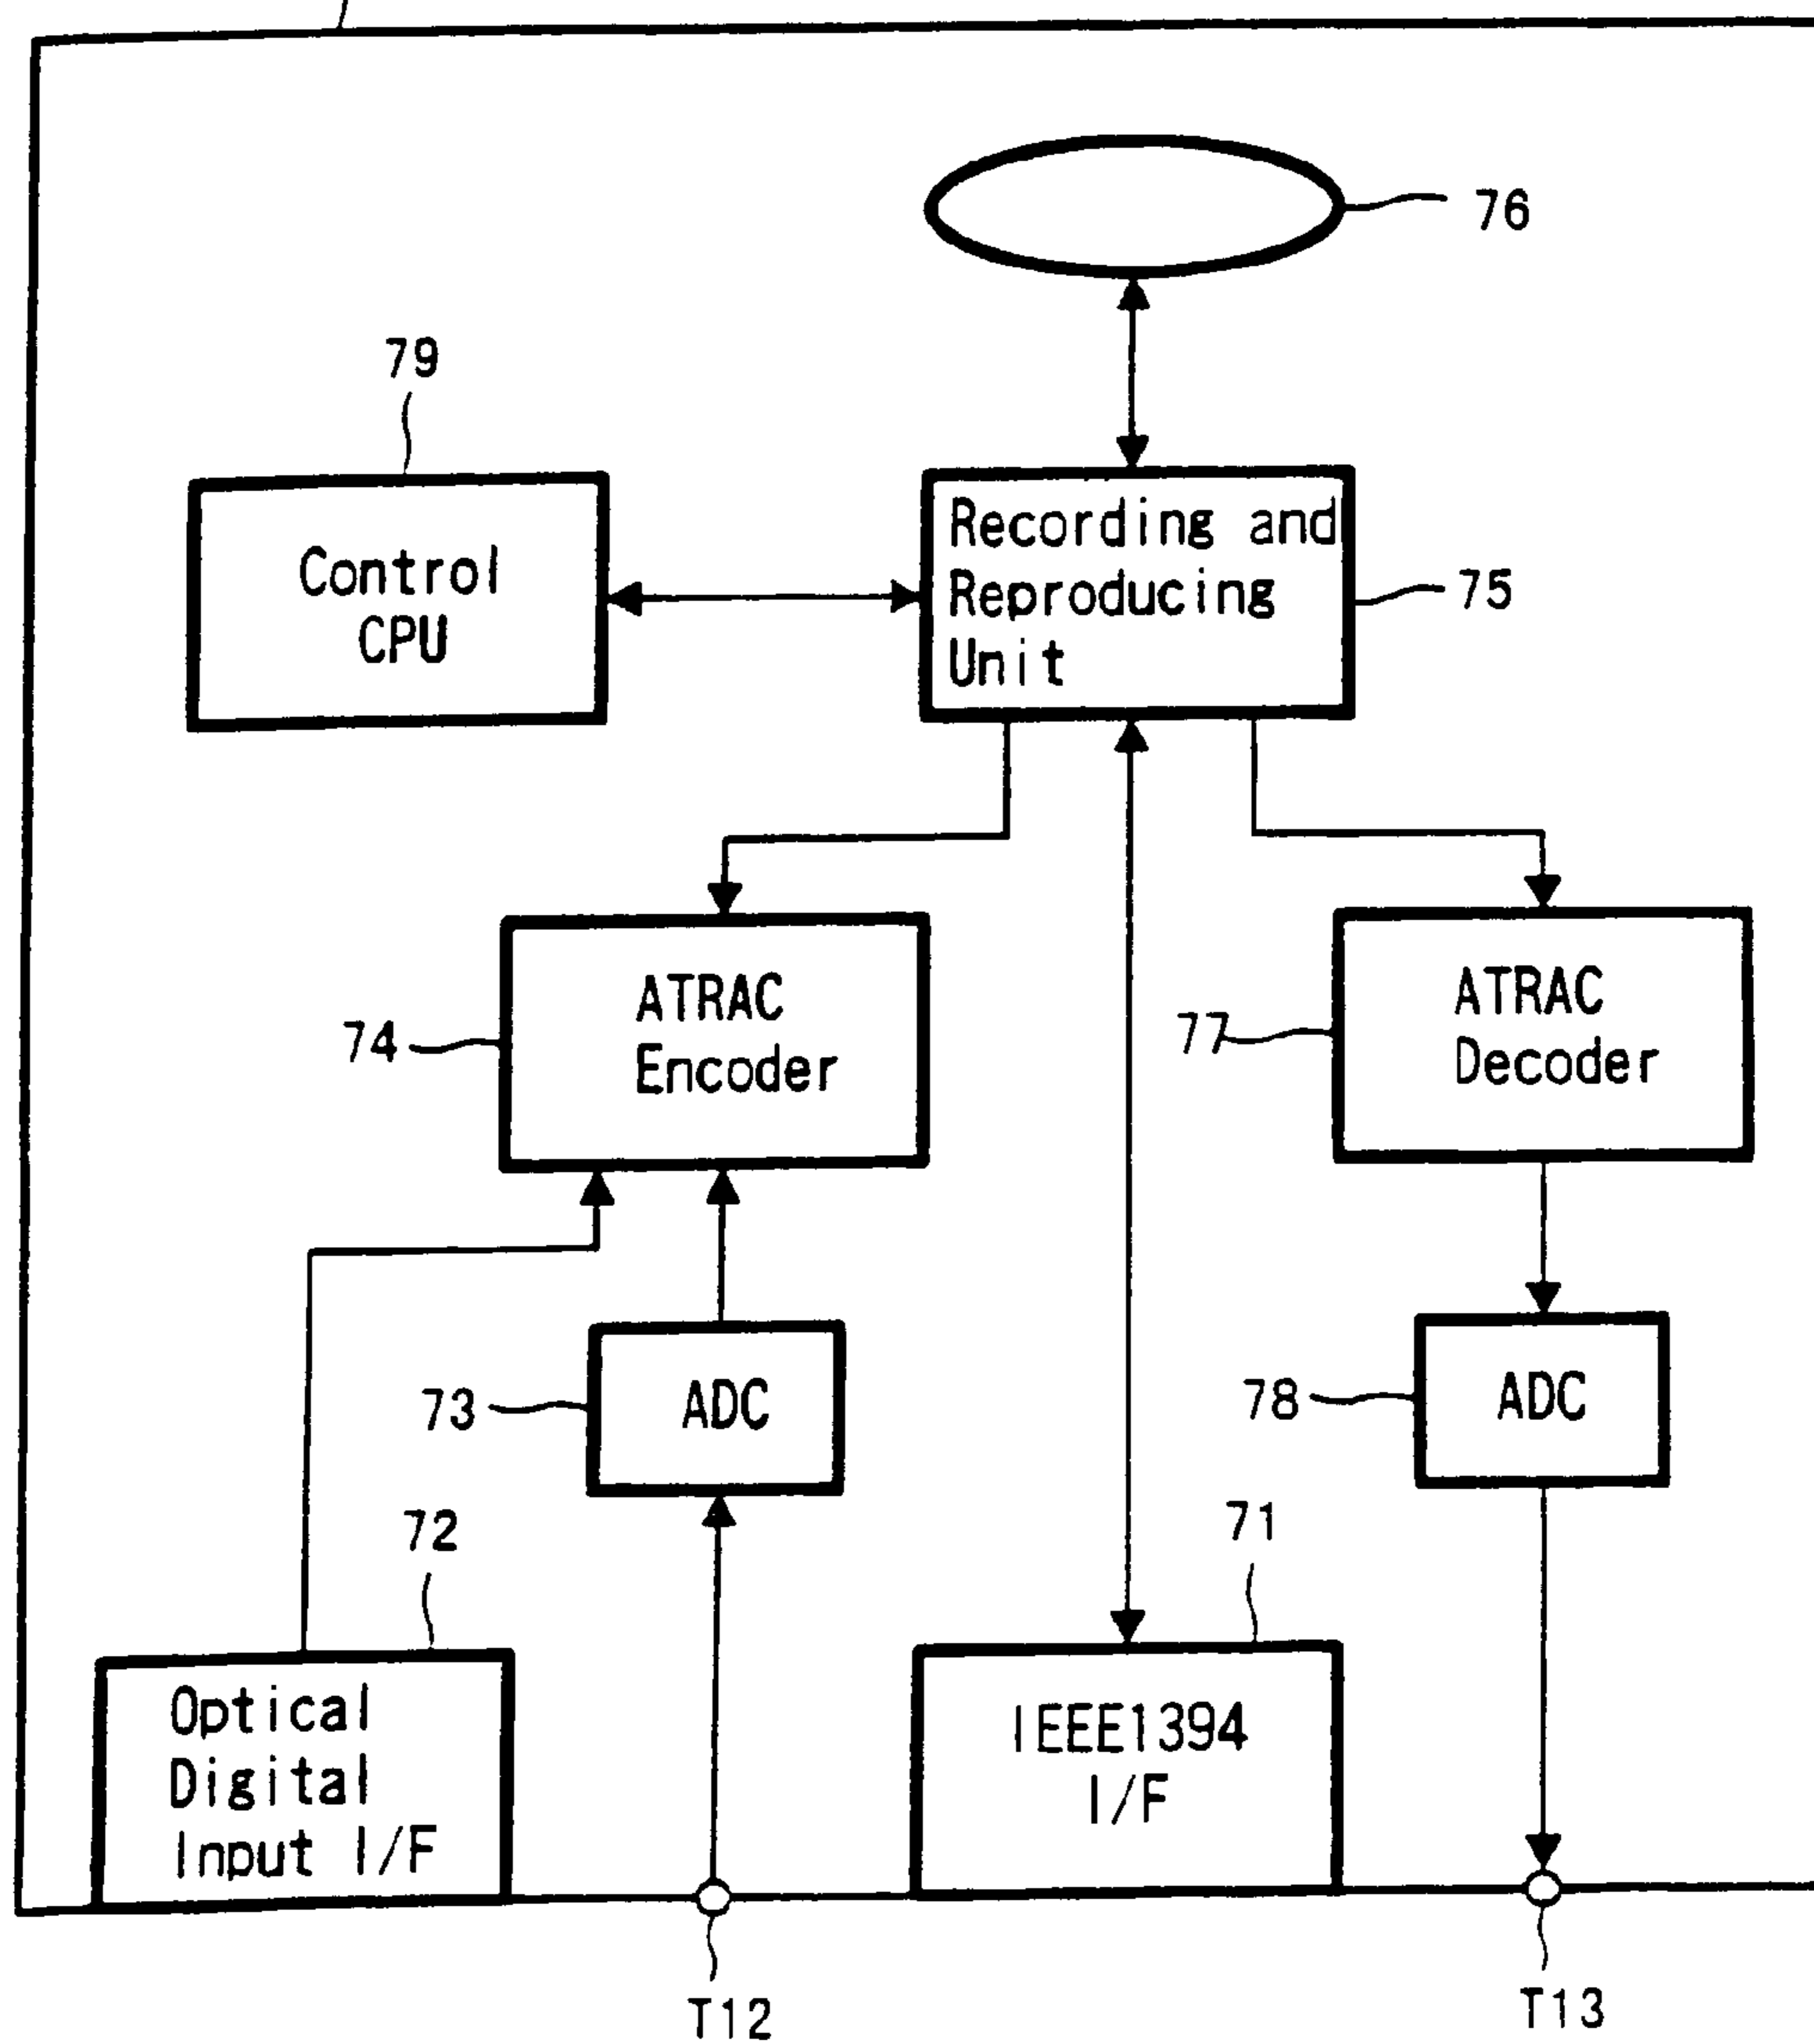 76
79
Control
CPU
Recording and
Reproducing
Unit
75
74
ATRAC
Encoder
77
ATRAC
Decoder
73
ADC
78
ADC
72
71
Optical
Digital
Input I/F
IEEE1394
I/F
T12
T13